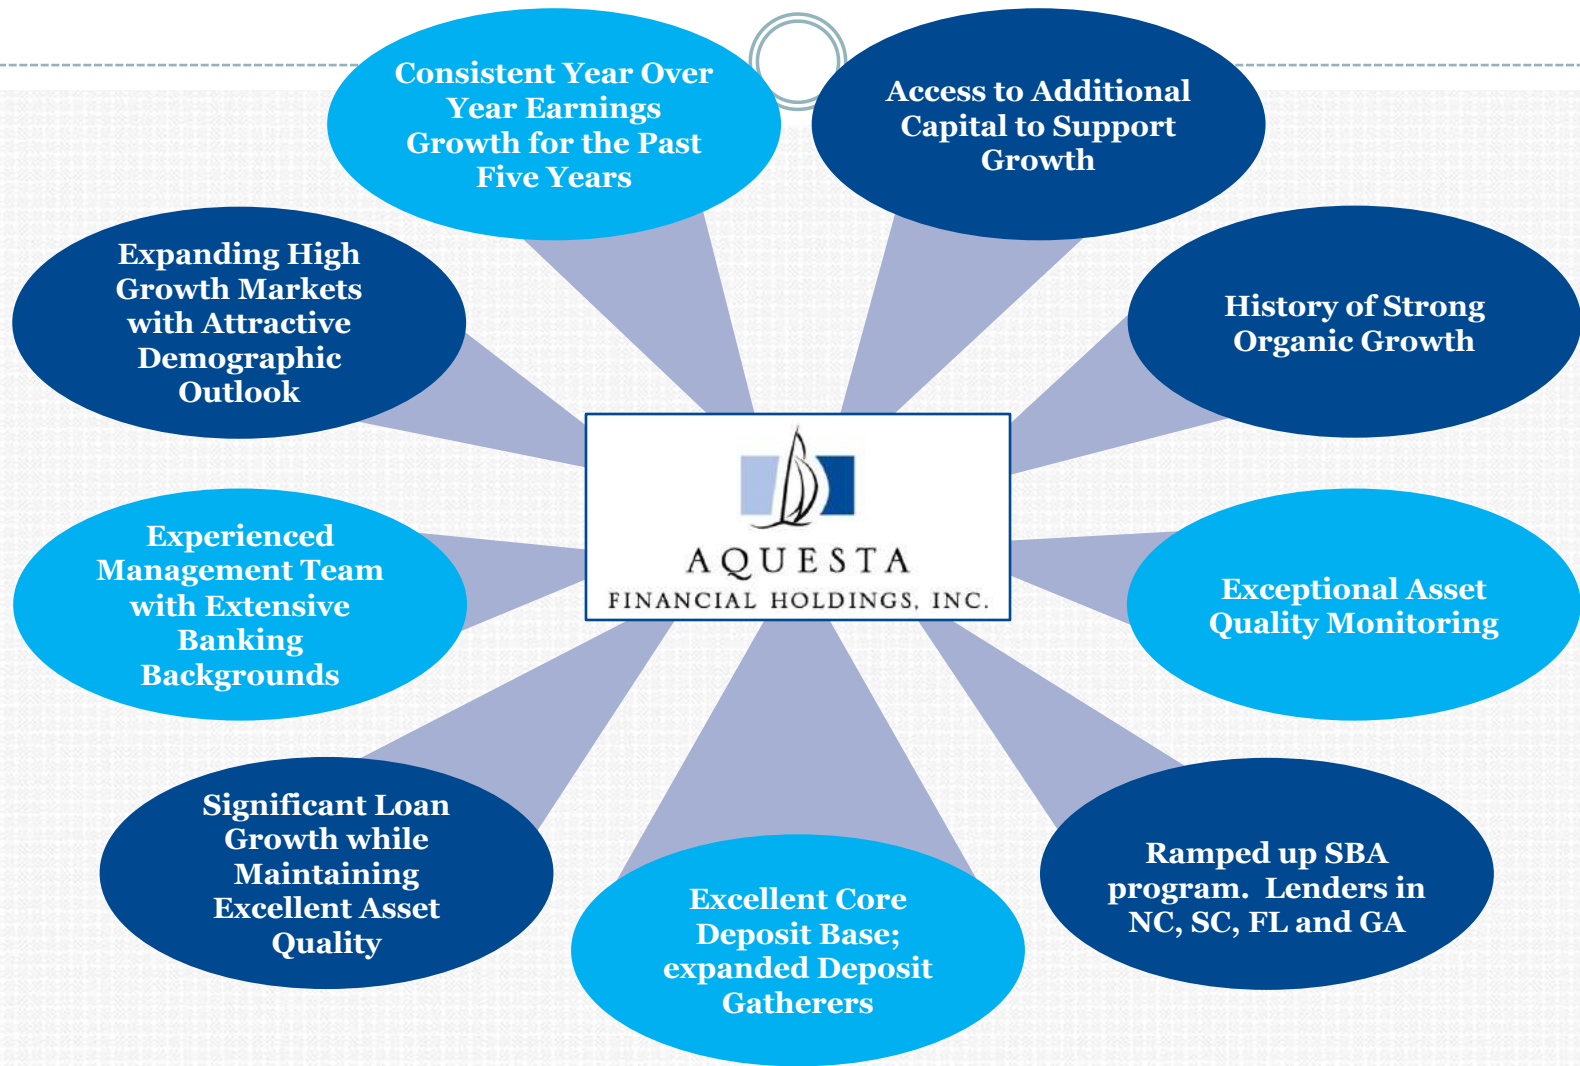 Consistent Year Over
Year Earnings
Growth for the Past
Five Years
Access to Additional
Capital to Support
Growth
Expanding High
Growth Markets
with Attractive
Demographic
Outlook
History of Strong
Organic Growth
AQUESTA
FINANCIAL HOLDINGS, INC.
Experienced
Management Team
with Extensive
Banking
Backgrounds
Exceptional Asset
Quality Monitoring
Significant Loan
Growth while
Maintaining
Excellent Asset
Quality
Excellent Core
Deposit Base;
expanded Deposit
Gatherers
Ramped up SBA
program.  Lenders in
NC, SC, FL and GA